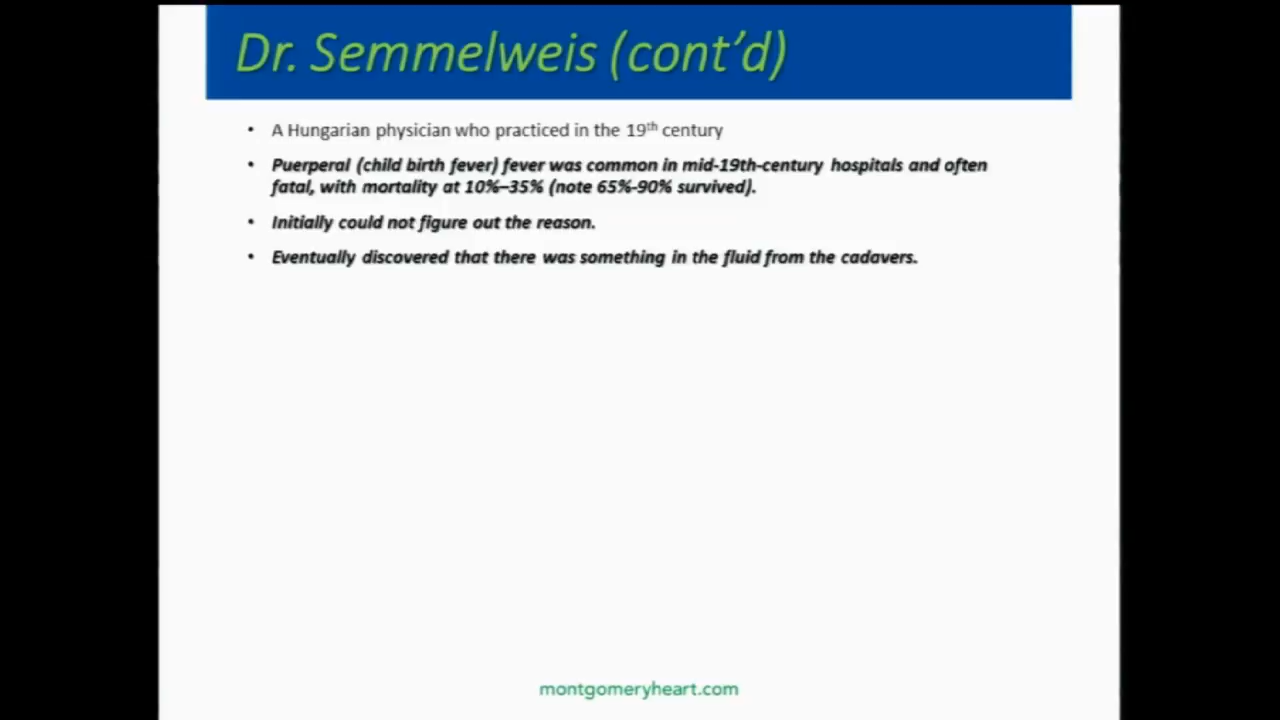 Dr. Semmelweis (cont’d)
• A Hungarian physician who practiced in the 19th century
• Puerperal (child birth fever) fever was common in mid-19th-century hospitals and often
fatal, with mortality at 10%–35% (note 65%-90% survived).
• Initially could not figure out the reason.
• Eventually discovered that there was something in the fluid from the cadavers.
montgomeryheart.com